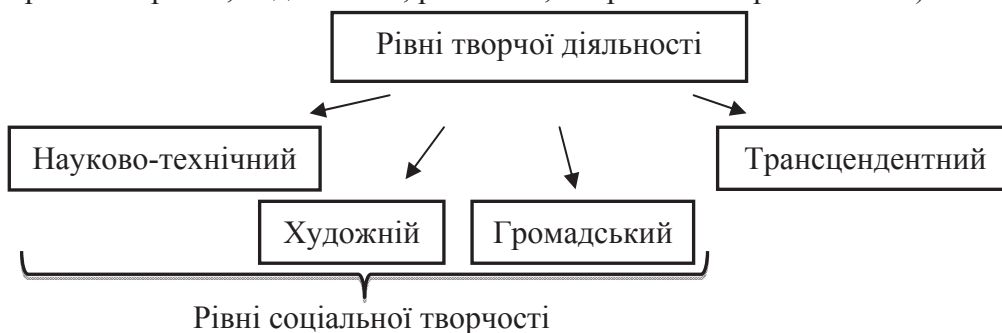 Рівні творчої діяльності
Науково-технічний
Трансцендентний
Художній
Громадський
Рівні соціальної творчості